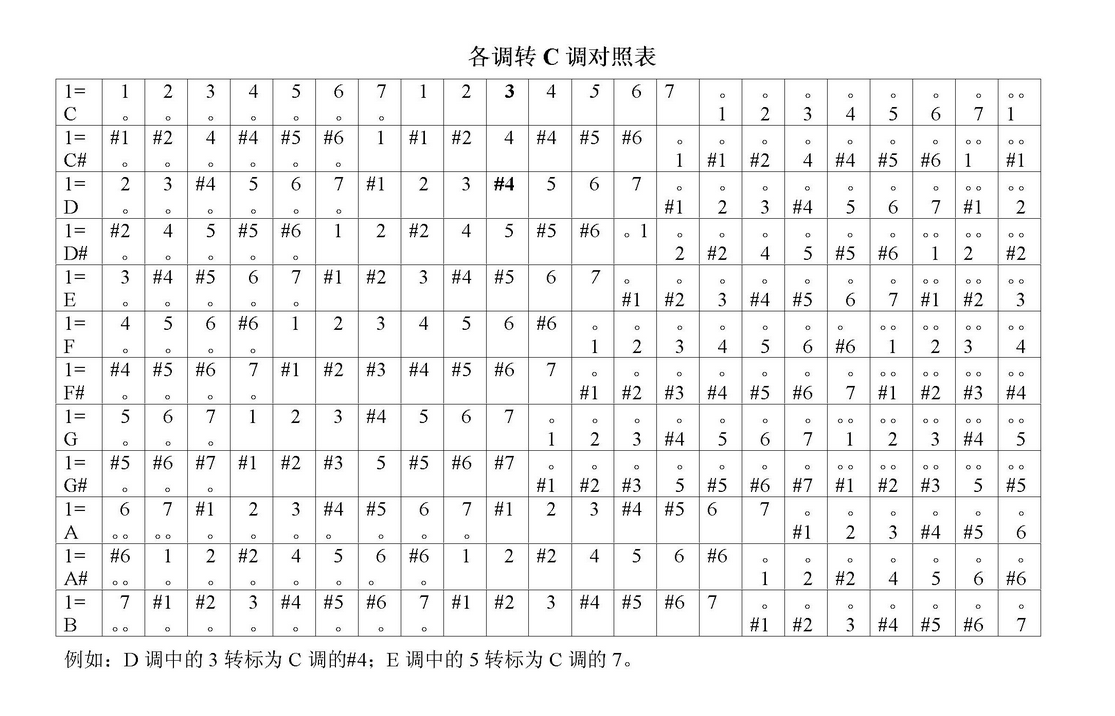 各调转 C 调对照表
1= 1 2 3 4 5 6 7 1 2 3 4 5 6 7 。 。 。 。 。 。 。 。。
C 。 。 。 。 。 。 。 1 2 3 4 5 6 7 1
1= #1 #2 4 #4 #5 #6 1 #1 #2 4 #4 #5 #6 。 。 。 。 。 。 。 。。 。。
C# 。 。 。 。 。 。 1 #1 #2 4 #4 #5 #6 1 #1
1= 2 3 #4 5 6 7 #1 2 3 #4 5 6 7 。 。 。 。 。 。 。 。。 。。
D 。 。 。 。 。 。 #1 2 3 #4 5 6 7 #1 2
1= #2 4 5 #5 #6 1 2 #2 4 5 #5 #6 。1 。 。 。 。 。 。 。。 。。 。。
D# 。 。 。 。 。 2 #2 4 5 #5 #6 1 2 #2
1= 3 #4 #5 6 7 #1 #2 3 #4 #5 6 7 。 。 。 。 。 。 。 。。 。。 。。
E 。 。 。 。 。 #1 #2 3 #4 #5 6 7 #1 #2 3
1= 4 5 6 #6 1 2 3 4 5 6 #6 。 。 。 。 。 。 。 。。 。。 。。 。。
F 。 。 。 。 1 2 3 4 5 6 #6 1 2 3 4
1= #4 #5 #6 7 #1 #2 #3 #4 #5 #6 7 。 。 。 。 。 。 。 。。 。。 。。 。。
F# 。 。 。 。 #1 #2 #3 #4 #5 #6 7 #1 #2 #3 #4
1= 5 6 7 1 2 3 #4 5 6 7 。 。 。 。 。 。 。 。。 。。 。。 。。 。。
G 。 。 。 1 2 3 #4 5 6 7 1 2 3 #4 5
1= #5 #6 #7 #1 #2 #3 5 #5 #6 #7 。 。 。 。 。 。 。 。。 。。 。。 。。 。。
G# 。 。 。 #1 #2 #3 5 #5 #6 #7 #1 #2 #3 5 #5
1= 6 7 #1 2 3 #4 #5 6 7 #1 2 3 #4 #5 6 7 。 。 。 。 。 。
A 。。 。。 。 。 。 。 。 。 。 #1 2 3 #4 #5 6
1= #6 1 2 #2 4 5 6 #6 1 2 #2 4 5 6 #6 。 。 。 。 。 。 。
A# 。。 。 。 。 。 。 。 。 1 2 #2 4 5 6 #6
1= 7 #1 #2 3 #4 #5 #6 7 #1 #2 3 #4 #5 #6 7 。 。 。 。 。 。 。
B 。。 。 。 。 。 。 。 。 #1 #2 3 #4 #5 #6 7
例如：D 调中的 3 转标为 C 调的#4；E 调中的 5 转标为 C 调的 7。